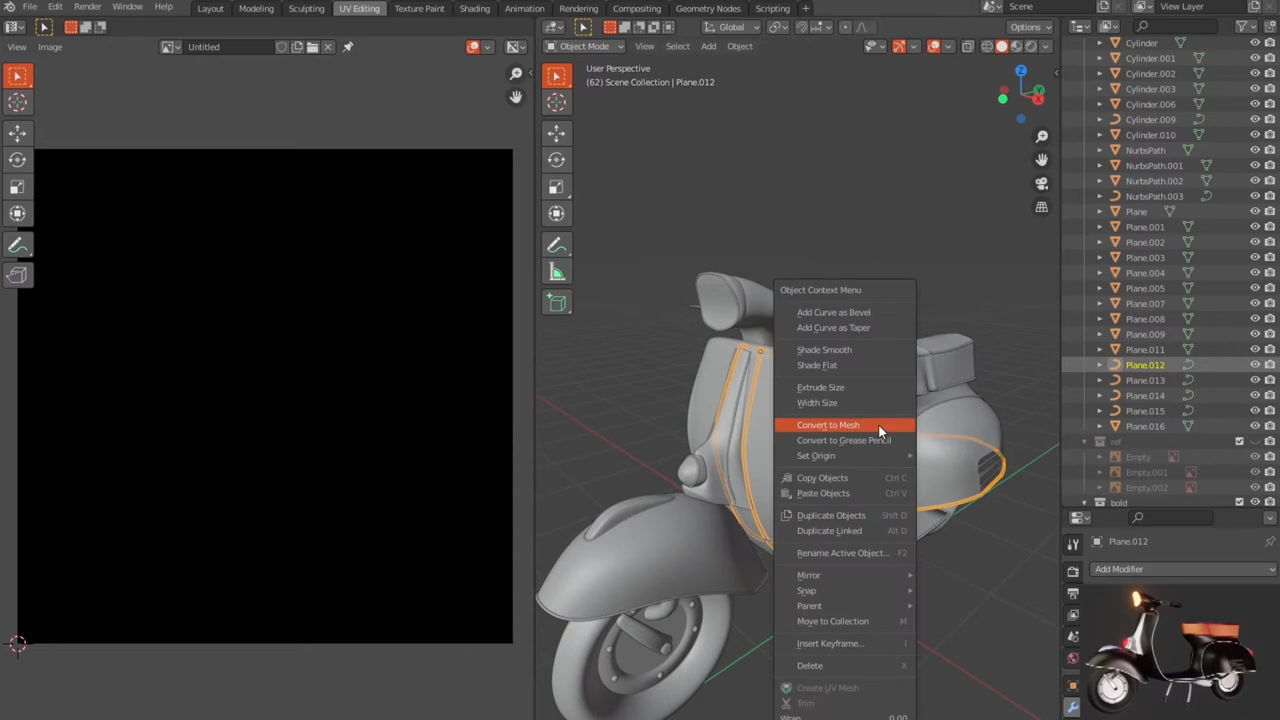 File Edit Render Window Help
Layout Modeling Sculpting UV Editing Texture Paint Shading Animation Rendering Compositing Geometry Nodes Scripting +
Scene
View Layer
View Image
Untitled
Global
Options
Object Mode View Select Add Object
User Perspective
(62) Scene Collection | Plane.012
Z
Y
X
Object Context Menu
Add Curve as Bevel
Add Curve as Taper
Shade Smooth
Shade Flat
Extrude Size
Width Size
Convert to Mesh
Convert to Grease Pencil
Set Origin
Copy Objects Ctrl C
Paste Objects Ctrl V
Duplicate Objects Shift D
Duplicate Linked Alt D
Rename Active Object... F2
Mirror
Snap
Parent
Move to Collection M
Insert Keyframe... I
Delete X
Create UV Mesh
Trim
Wrap 0.00
Cylinder
Cylinder.001
Cylinder.002
Cylinder.003
Cylinder.006
Cylinder.009
Cylinder.010
NurbsPath
NurbsPath.001
NurbsPath.002
NurbsPath.003
Plane
Plane.001
Plane.002
Plane.003
Plane.004
Plane.005
Plane.007
Plane.008
Plane.009
Plane.011
Plane.012
Plane.013
Plane.014
Plane.015
Plane.016
ref
Empty
Empty.001
Empty.002
bold
Plane.012
Add Modifier